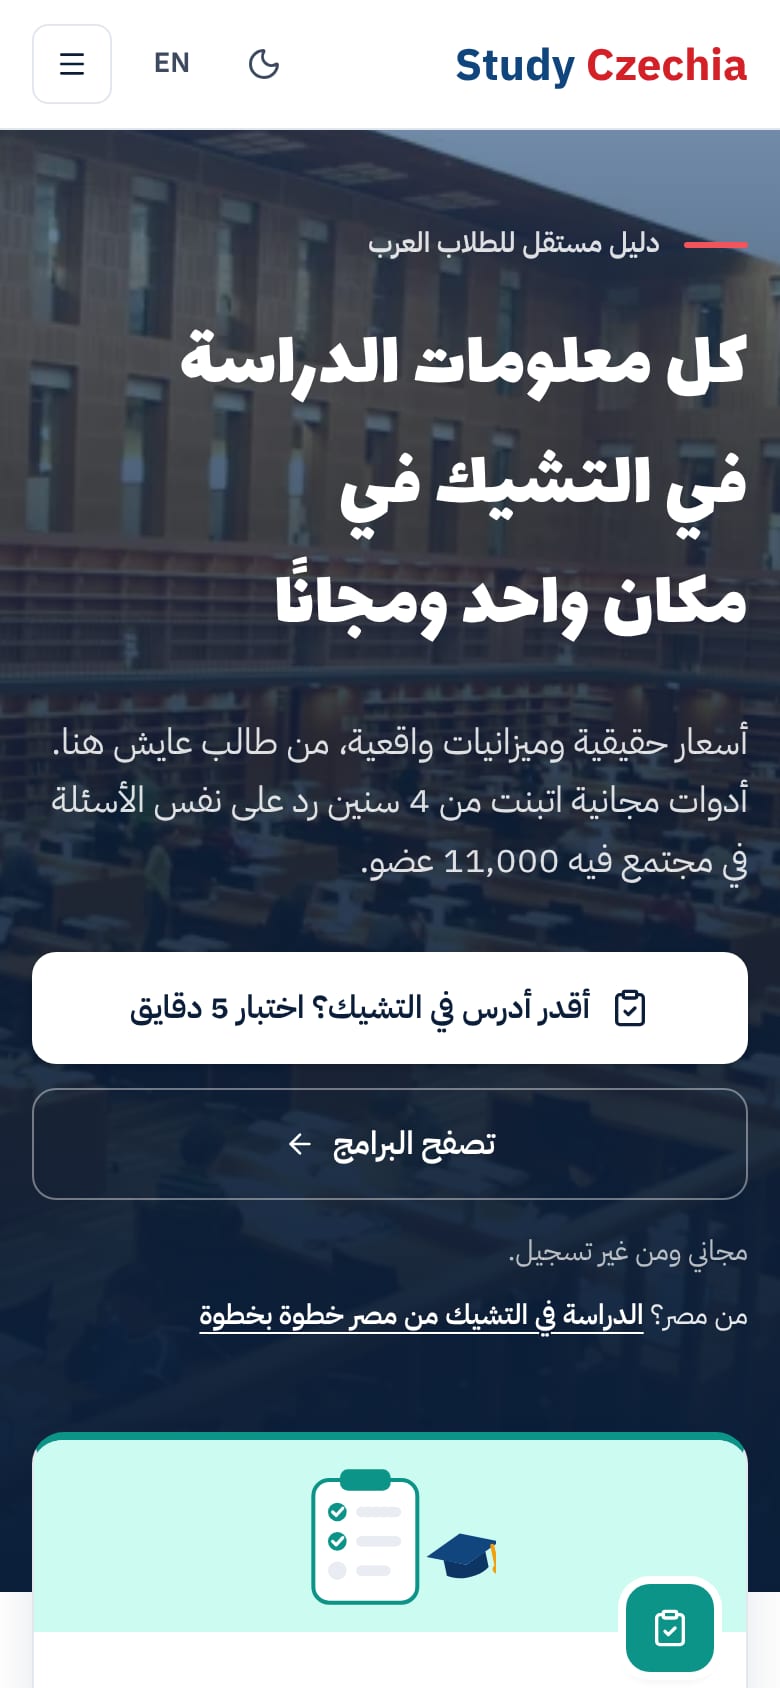 Study Czechia
EN
دليل مستقل للطلاب العرب
كل معلومات الدراسة
في التشيك في
مكان واحد ومجانًا
أسعار حقيقية وميزانيات واقعية، من طالب عايش هنا.
أدوات مجانية اتبنت من 4 سنين رد على نفس الأسئلة
في مجتمع فيه 11,000 عضو.
أقدر أدرس في التشيك؟ اختبار 5 دقايق
تصفح البرامج ←
مجاني ومن غير تسجيل.
من مصر؟ الدراسة في التشيك من مصر خطوة بخطوة